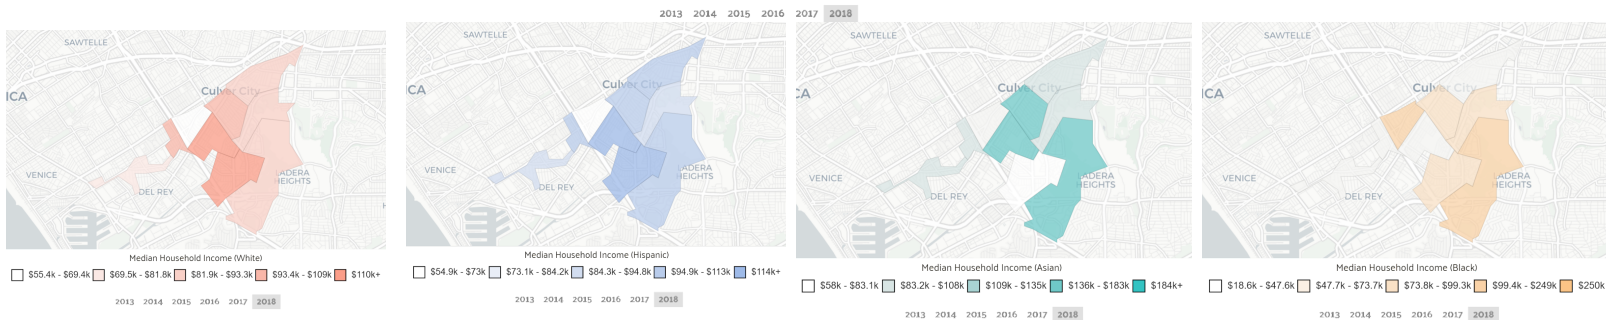 2013 2014 2015 2016 2017 2018
SAWTELLE
Culver City
ICA
VENICE
DEL REY
LADERA
HEIGHTS
H
Median Household Income (White)
$55.4k - $69.4k $69.5k - $81.8k $81.9k - $93.3k $93.4k - $109k $110k+
2013 2014 2015 2016 2017 2018
SAWTELLE
Culver City
ICA
VENICE
DEL REY
LADERA
HEIGHTS
Median Household Income (Hispanic)
$54.9k - $73k $73.1k - $84.2k $84.3k - $94.8k $94.9k - $113k $114k+
2013 2014 2015 2016 2017 2018
SAWTELLE
Culver City
CA
VENICE
DEL REY
LADERA
HEIGHTS
Median Household Income (Asian)
$58k - $83.1k $83.2k - $108k $109k - $135k $136k - $183k $184k+
2013 2014 2015 2016 2017 2018
SAWTELLE
Culver City
ICA
VENICE
DEL REY
LADERA
HEIGHTS
Median Household Income (Black)
$18.6k - $47.6k $47.7k - $73.7k $73.8k - $99.3k $99.4k - $249k $250k
2013 2014 2015 2016 2017 2018